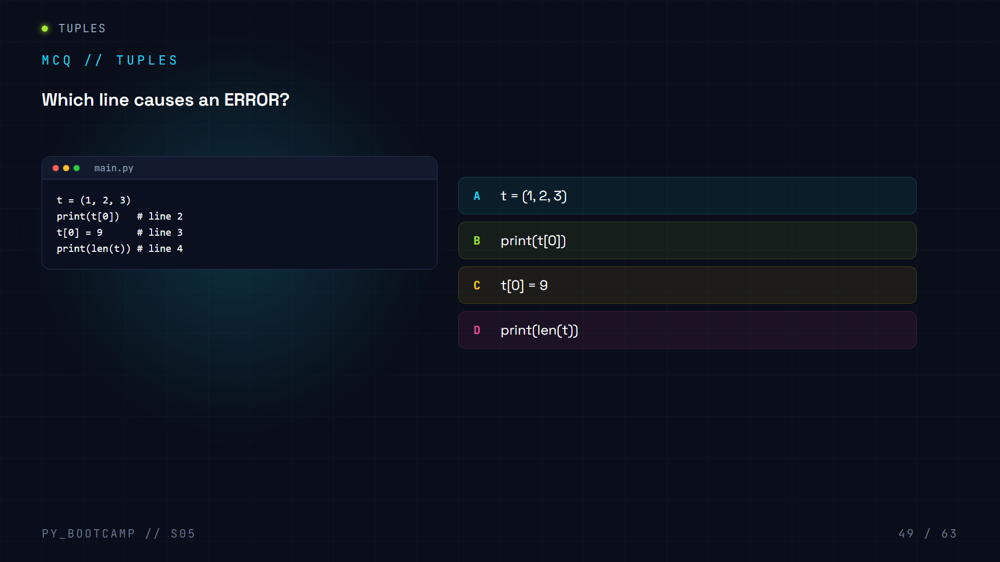 TUPLES
MCQ // TUPLES
Which line causes an ERROR?
main.py
t = (1, 2, 3)
print(t[0])   # line 2
t[0] = 9      # line 3
print(len(t)) # line 4
A t = (1, 2, 3)
B print(t[0])
C t[0] = 9
D print(len(t))
PY_BOOTCAMP // S05
49 / 63